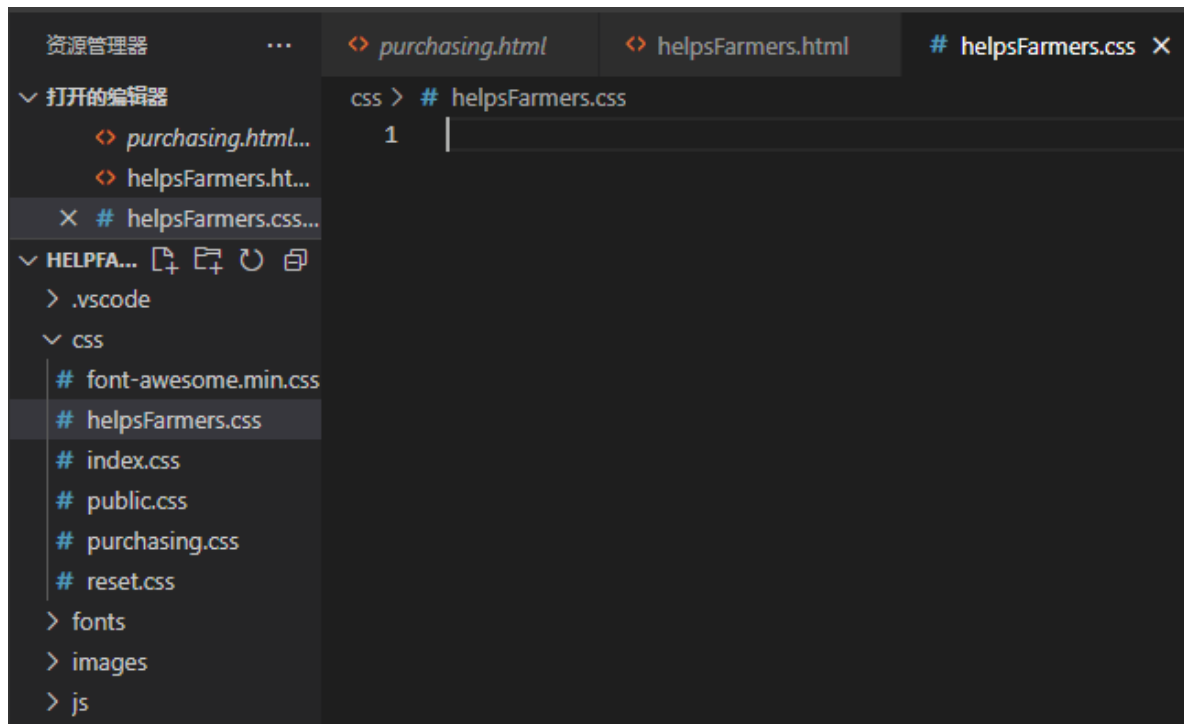 资源管理器 ··· purchasing.html helpsFarmers.html # helpsFarmers.css
打开的编辑器
css > # helpsFarmers.css
purchasing.html...
1
helpsFarmers.ht...
# helpsFarmers.css...
HELPFA...
.vscode
css
# font-awesome.min.css
# helpsFarmers.css
# index.css
# public.css
# purchasing.css
# reset.css
fonts
images
js